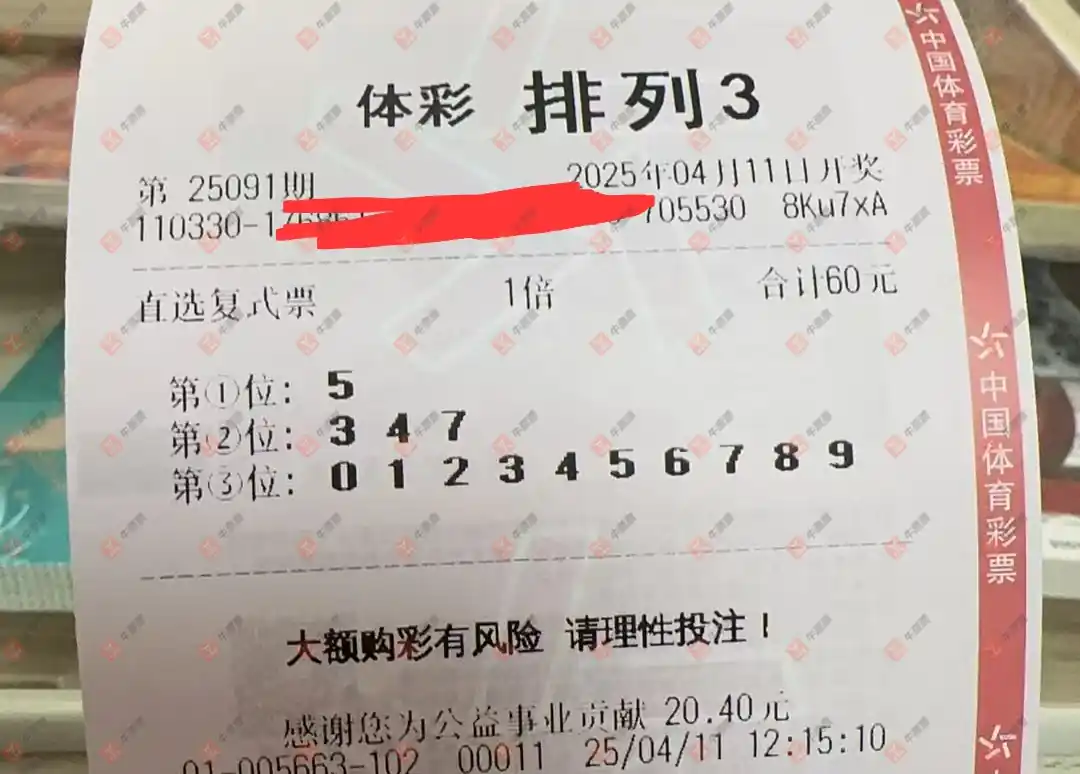 体彩 排列3
第 25091期 2025年04月11日开奖
110330-1 705530 8Ku7xA
直选复式票 1倍 合计60元
第①位: 5
第②位: 3 4 7
第③位: 0 1 2 3 4 5 6 7 8 9
大额购彩有风险 请理性投注!
感谢您为公益事业贡献 20.40元
01-005663-102 00011 25/04/11 12:15:10
中国体育彩票
中国体育彩票